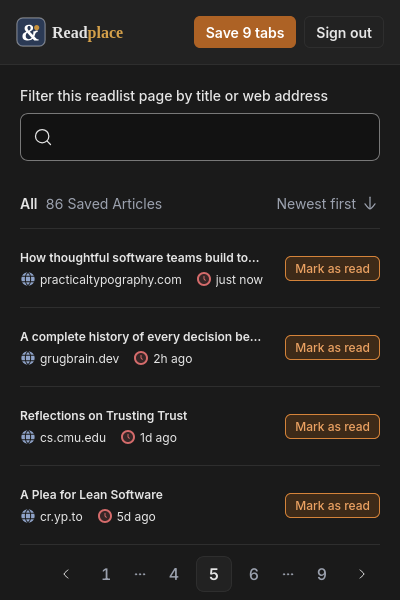 & Readplace
Save 9 tabs
Sign out
Filter this readlist page by title or web address
All 86 Saved Articles
Newest first
How thoughtful software teams build to...
practicaltypography.com just now
Mark as read
A complete history of every decision be...
grugbrain.dev 2h ago
Mark as read
Reflections on Trusting Trust
cs.cmu.edu 1d ago
Mark as read
A Plea for Lean Software
cr.yp.to 5d ago
Mark as read
1 ... 4 5 6 ... 9